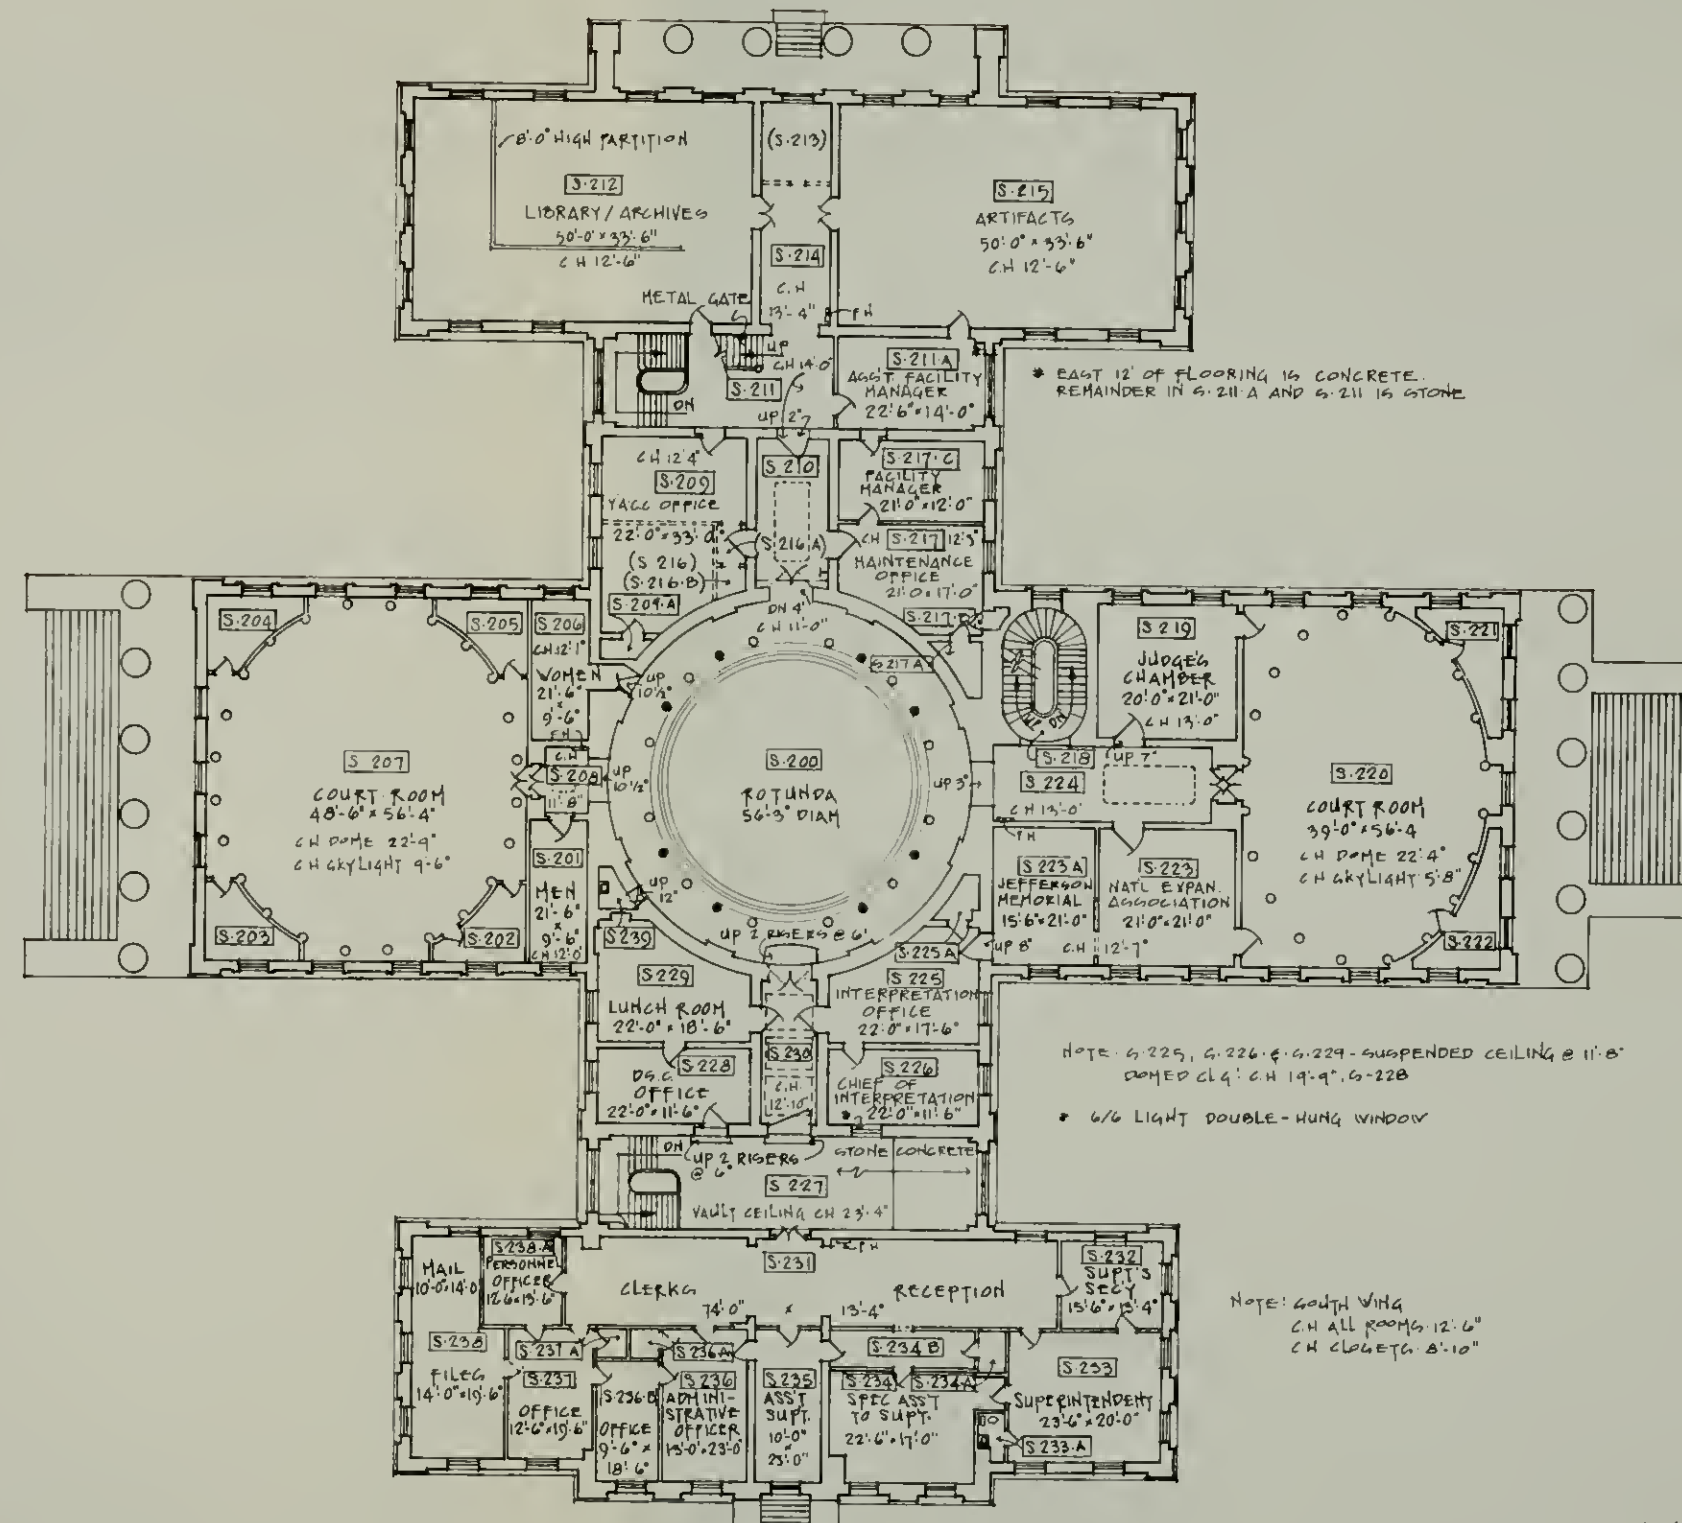 8'-0" HIGH PARTITION
S-212
LIBRARY/ARCHIVES
50'-0" × 33'-6"
C H 12'-6"
(S-213)
S-214
C.H
13'-4"
F H
S-215
ARTIFACTS
50'-0" × 33'-6"
C.H 12'-6"
METAL GATE
UP
CH 14'-0"
S-211
DN
UP 2"
S-211-A
ASS'T. FACILITY
MANAGER
22'-6" × 14'-0"
* EAST 12' OF FLOORING IS CONCRETE.
REMAINDER IN S-211-A AND S-211 IS STONE
CH 12'4"
S-209
OFFICE
22'-0" × 33'-0"
(S 216)
(S-216-B)
S-209-A
S-210
(S-216A)
DN 4"
CH 11'-0"
S-217-C
FACILITY
MANAGER
21'-0" × 12'-0"
CH S-217 12'-3"
MAINTENANCE
OFFICE
21'-0" × 17'-0"
S-217A
S-204
S-205
S-206
CH 12'-1"
WOMEN
21'-6"
×
9'-6"
F.H
UP
10½"
S 207
COURT ROOM
48'-6" × 56'-4"
C H DOME 22'-9"
C H SKYLIGHT 9'-6"
C.H
S-208
11'-8"
UP
10½"
S-201
MEN
21'-6"
×
9'-6"
CH 12'-0"
S-203
S-202
S-200
ROTUNDA
56'-3" DIAM
UP 3"
UP
12"
S 239
UP DN
S-218
UP 7"
S 224
C H 13'-0"
F H
S-219
JUDGE'S
CHAMBER
20'-0" × 21'-0"
C H 13'-0"
S-221
S-220
COURT ROOM
39'-0" × 56'-4
C H DOME 22'-4"
C H SKYLIGHT 5'-8"
S-222
S-223 A
JEFFERSON
MEMORIAL
15'-6" × 21'-0"
S-223
NAT'L EXPAN.
ASSOCIATION
21'-0" × 21'-0"
UP 8" C.H 12'-7"
UP 2 RISERS @ 6"
S-225A
S-229
LUNCH ROOM
22'-0" × 18'-6"
S 225
INTERPRETATION
OFFICE
22'-0" × 17'-6"
S-228
OFFICE
22'-0" × 11'-6"
S-230
C.H.
12'-10"
S-226
CHIEF OF
INTERPRETATION
* 22'-0" × 11'-6"
NOTE: S-225, S-226 & S-229 - SUSPENDED CEILING @ 11'-8"
DOMED CLG: C.H 19'-9", S-228
* 6/6 LIGHT DOUBLE-HUNG WINDOW
DN
UP 2 RISERS
@ 6"
STONE CONCRETE
S 227
VAULT CEILING CH 23'-4"
F H
MAIL
10'-0" × 14'-0
S-238-A
PERSONNEL
OFFICER
12'6 × 13'-6"
CLERKS
S-231
RECEPTION
74'-0" × 13'-4"
S-232
SUPT'S
SECY
15'-6" × 13'-4"
NOTE: SOUTH WING
C.H ALL ROOMS 12'-6"
C H CLOSETS 8'-10"
S-238
FILES
14'-0" × 19'-6"
S-237 A
S-237
OFFICE
12'-6" × 19'-6"
S-236-B
OFFICE
9'-6" ×
18'-6"
S-236A
S-236
ADMINI-
STRATIVE
OFFICER
13'-0" × 23'-0"
S-235
ASS'T
SUPT.
10'-0"
×
23'-0"
S-234 B
S-234
SPEC ASS'T
TO SUPT.
22'-6" × 17'-0"
S-234-A
S-233
SUPERINTENDENT
23'-6" × 20'-0"
S 233-A